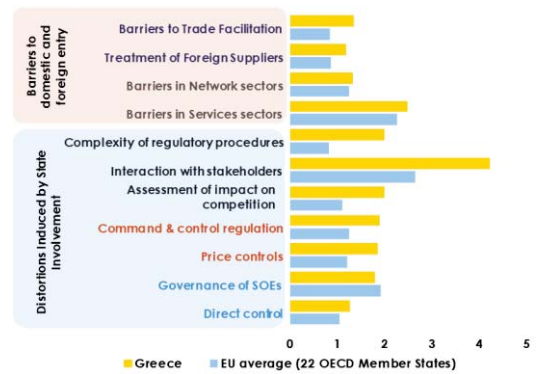 Barriers to
domestic and
foreign entry
Barriers to Trade Facilitation
Treatment of Foreign Suppliers
Barriers in Network sectors
Barriers in Services sectors
Distortions Induced by State
Involvement
Complexity of regulatory procedures
Interaction with stakeholders
Assessment of impact on
competition
Command & control regulation
Price controls
Governance of SOEs
Direct control
0 1 2 3 4 5
Greece EU average (22 OECD Member States)